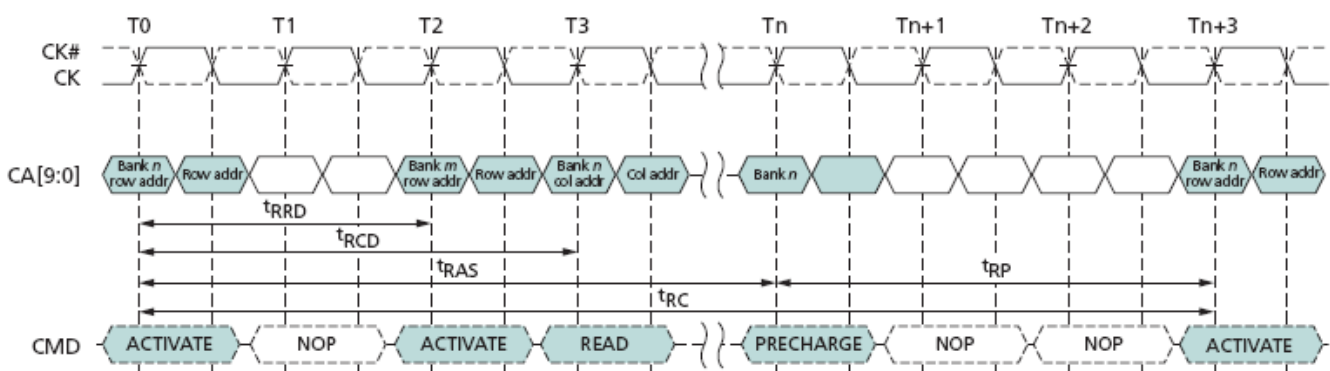 T0 T1 T2 T3 Tn Tn+1 Tn+2 Tn+3
CK#
CK
CA[9:0] Bank n row addr Row addr Bank m row addr Row addr Bank n col addr Col addr Bank n Bank n row addr Row addr
tRRD
tRCD
tRAS tRP
tRC
CMD ACTIVATE NOP ACTIVATE READ PRECHARGE NOP NOP ACTIVATE